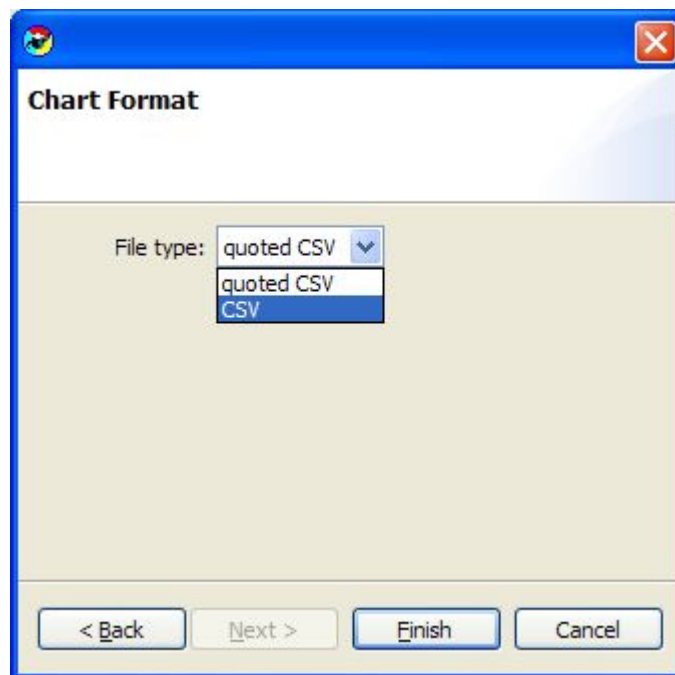 Chart Format
File type: quoted CSV
quoted CSV
CSV
< Back Next > Finish Cancel